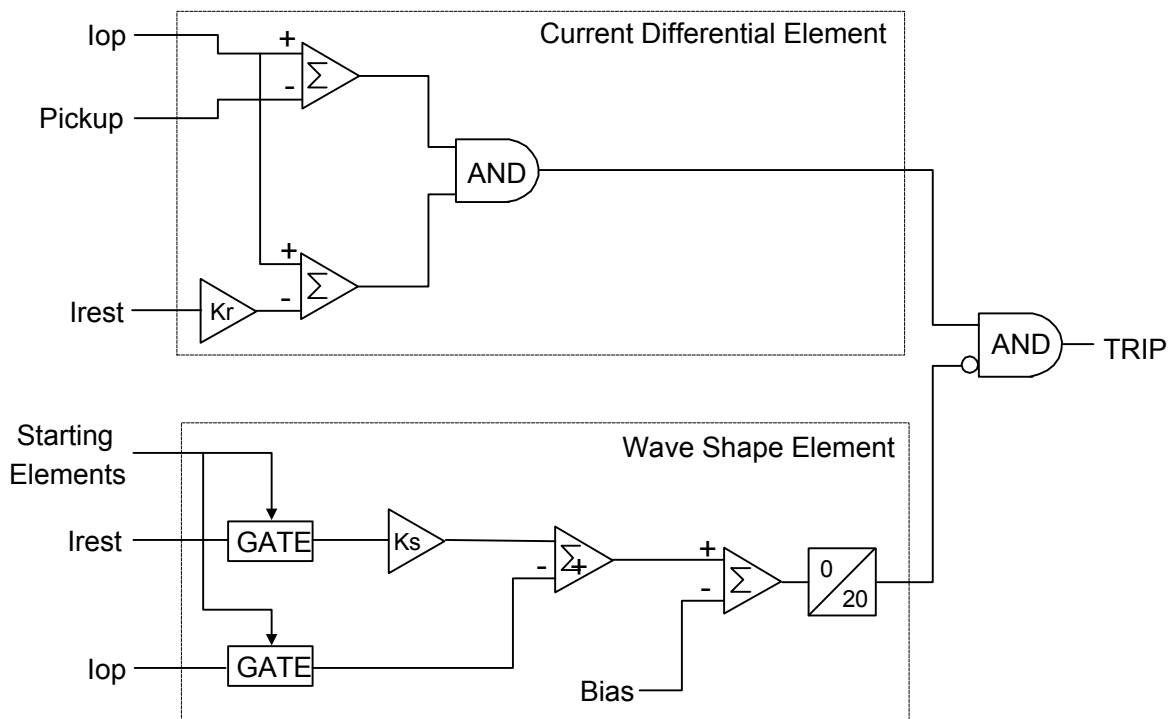 Current Differential Element
Iop
+
Σ
-
Pickup
AND
+
Σ
-
Irest
Kr
AND
TRIP
Starting
Elements
Wave Shape Element
Irest
GATE
Ks
Σ
+
-
+
Σ
-
0
20
Iop
GATE
Bias